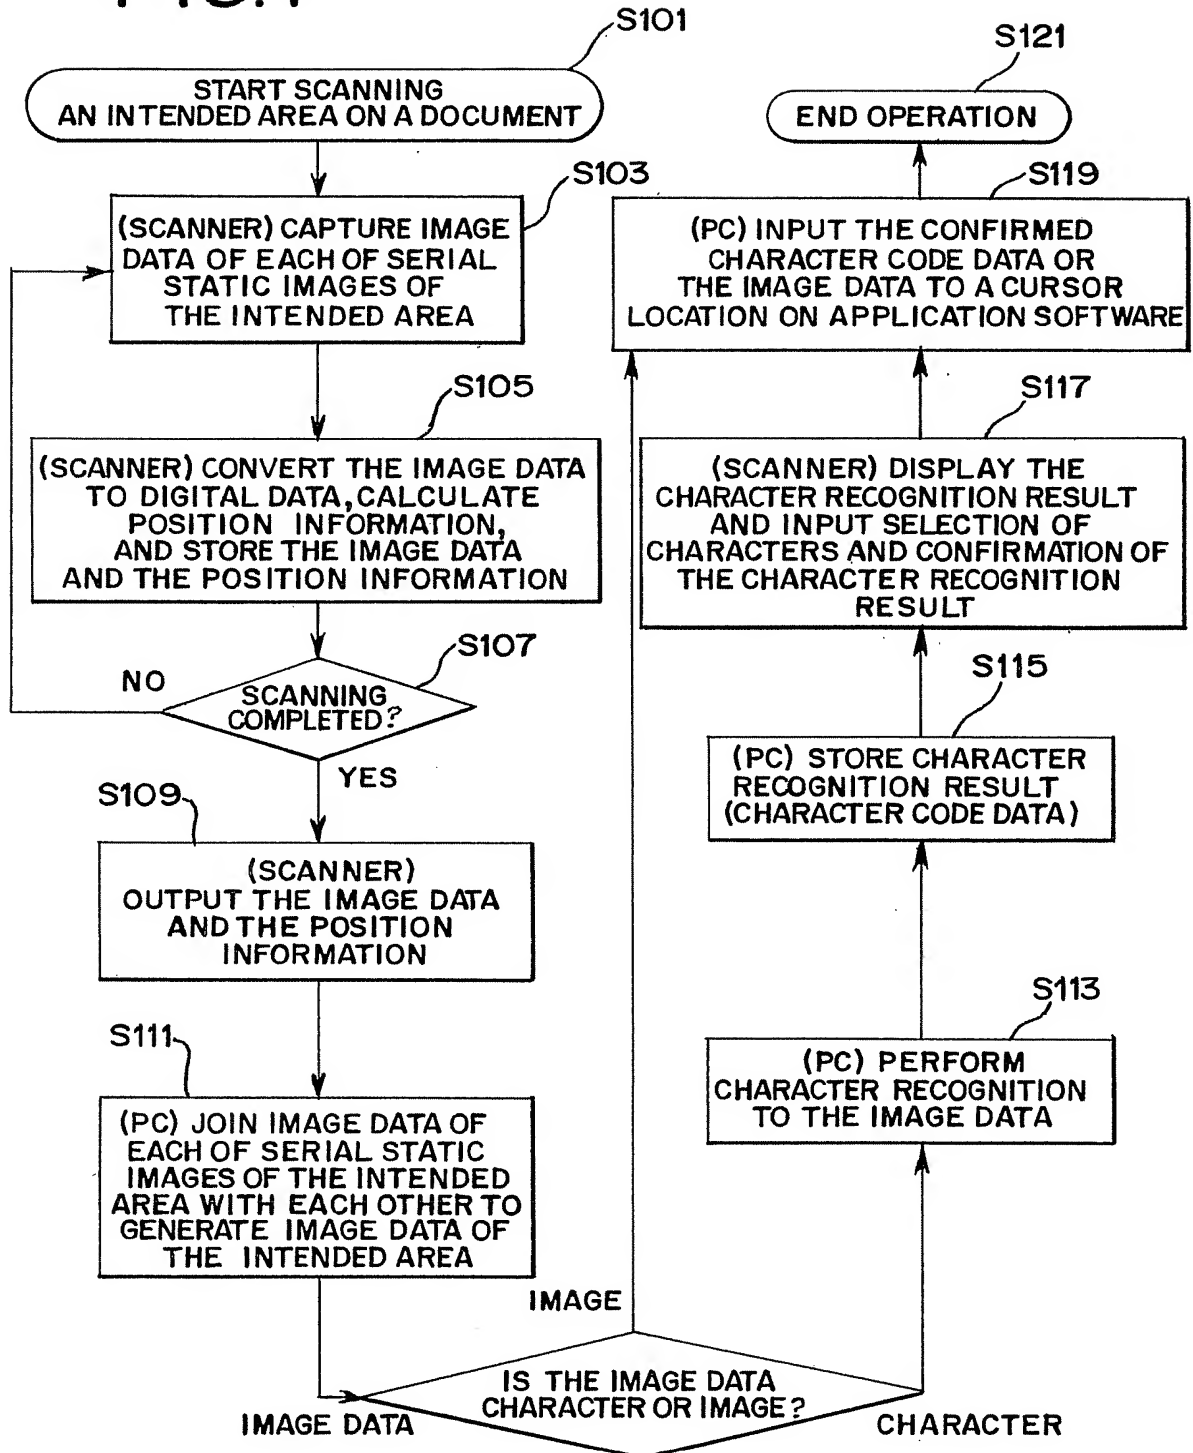 S101
START SCANNING
AN INTENDED AREA ON A DOCUMENT
S103
(SCANNER) CAPTURE IMAGE
DATA OF EACH OF SERIAL
STATIC IMAGES OF
THE INTENDED AREA
S105
(SCANNER) CONVERT THE IMAGE DATA
TO DIGITAL DATA, CALCULATE
POSITION INFORMATION,
AND STORE THE IMAGE DATA
AND THE POSITION INFORMATION
S107
NO
SCANNING
COMPLETED?
YES
S109
(SCANNER)
OUTPUT THE IMAGE DATA
AND THE POSITION
INFORMATION
S111
(PC) JOIN IMAGE DATA OF
EACH OF SERIAL STATIC
IMAGES OF THE INTENDED
AREA WITH EACH OTHER TO
GENERATE IMAGE DATA OF
THE INTENDED AREA
IMAGE DATA
IS THE IMAGE DATA
CHARACTER OR IMAGE?
IMAGE
CHARACTER
S113
(PC) PERFORM
CHARACTER RECOGNITION
TO THE IMAGE DATA
S115
(PC) STORE CHARACTER
RECOGNITION RESULT
(CHARACTER CODE DATA)
S117
(SCANNER) DISPLAY THE
CHARACTER RECOGNITION RESULT
AND INPUT SELECTION OF
CHARACTERS AND CONFIRMATION OF
THE CHARACTER RECOGNITION
RESULT
S119
(PC) INPUT THE CONFIRMED
CHARACTER CODE DATA OR
THE IMAGE DATA TO A CURSOR
LOCATION ON APPLICATION SOFTWARE
S121
END OPERATION